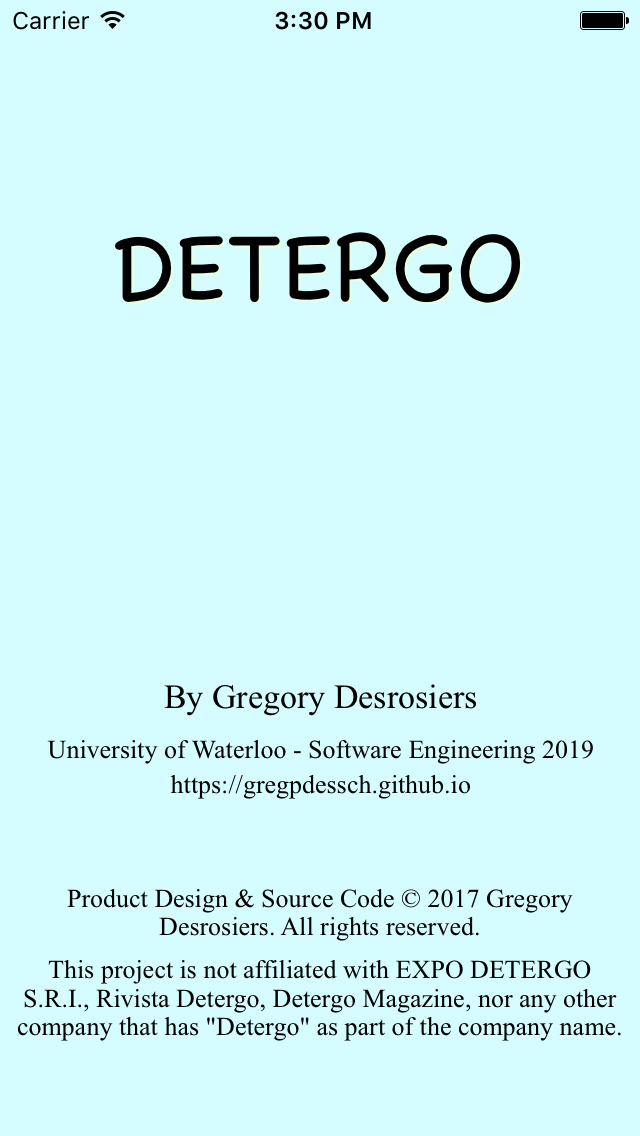 Carrier 3:30 PM
DETERGO
By Gregory Desrosiers
University of Waterloo - Software Engineering 2019
https://gregpdessch.github.io
Product Design & Source Code © 2017 Gregory
Desrosiers. All rights reserved.
This project is not affiliated with EXPO DETERGO
S.R.I., Rivista Detergo, Detergo Magazine, nor any other
company that has "Detergo" as part of the company name.